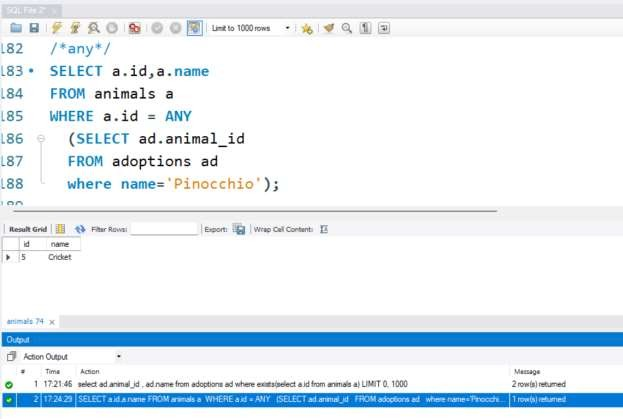 SQL File 2*
Limit to 1000 rows
182 /*any*/
183 SELECT a.id,a.name
184 FROM animals a
185 WHERE a.id = ANY
186 (SELECT ad.animal_id
187 FROM adoptions ad
188 where name='Pinocchio');
189
Result Grid Filter Rows: Export: Wrap Cell Content:
id name
5 Cricket
animals 74
Output
Action Output
# Time Action Message
1 17:21:46 select ad.animal_id , ad.name from adoptions ad where exists(select a.id from animals a) LIMIT 0, 1000 2 row(s) returned
2 17:24:29 SELECT a.id,a.name FROM animals a WHERE a.id = ANY (SELECT ad.animal_id FROM adoptions ad where name='Pinocchi... 1 row(s) returned